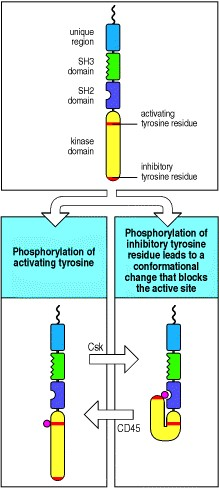 unique
region
SH3
domain
SH2
domain
activating
tyrosine residue
kinase
domain
inhibitory
tyrosine residue
Phosphorylation of
activating tyrosine
Phosphorylation of
inhibitory tyrosine
residue leads to a
conformational
change that blocks
the active site
Csk
CD45